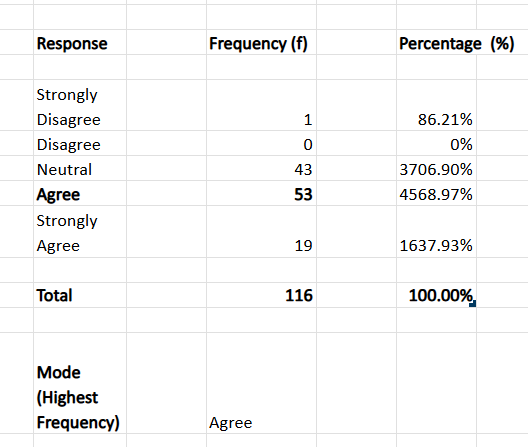 Response Frequency (f) Percentage (%)
Strongly
Disagree 1 86.21%
Disagree 0 0%
Neutral 43 3706.90%
Agree 53 4568.97%
Strongly
Agree 19 1637.93%
Total 116 100.00%
Mode
(Highest
Frequency) Agree